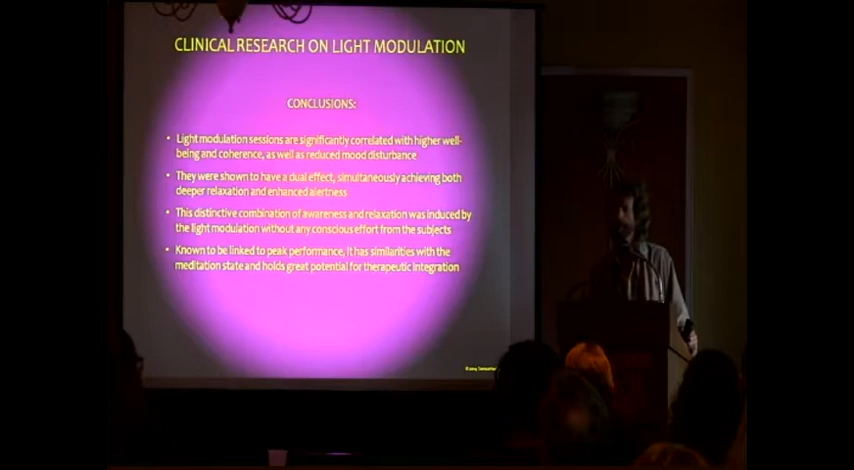 CLINICAL RESEARCH ON LIGHT MODULATION
CONCLUSIONS:
• Light modulation sessions are significantly correlated with higher well-
being and coherence, as well as reduced mood disturbance
• They were shown to have a dual effect, simultaneously achieving both
deeper relaxation and enhanced alertness
• This distinctive combination of awareness and relaxation was induced by
the light modulation without any conscious effort from the subjects
• Known to be linked to peak performance, it has similarities with the
meditation state and holds great potential for therapeutic integration